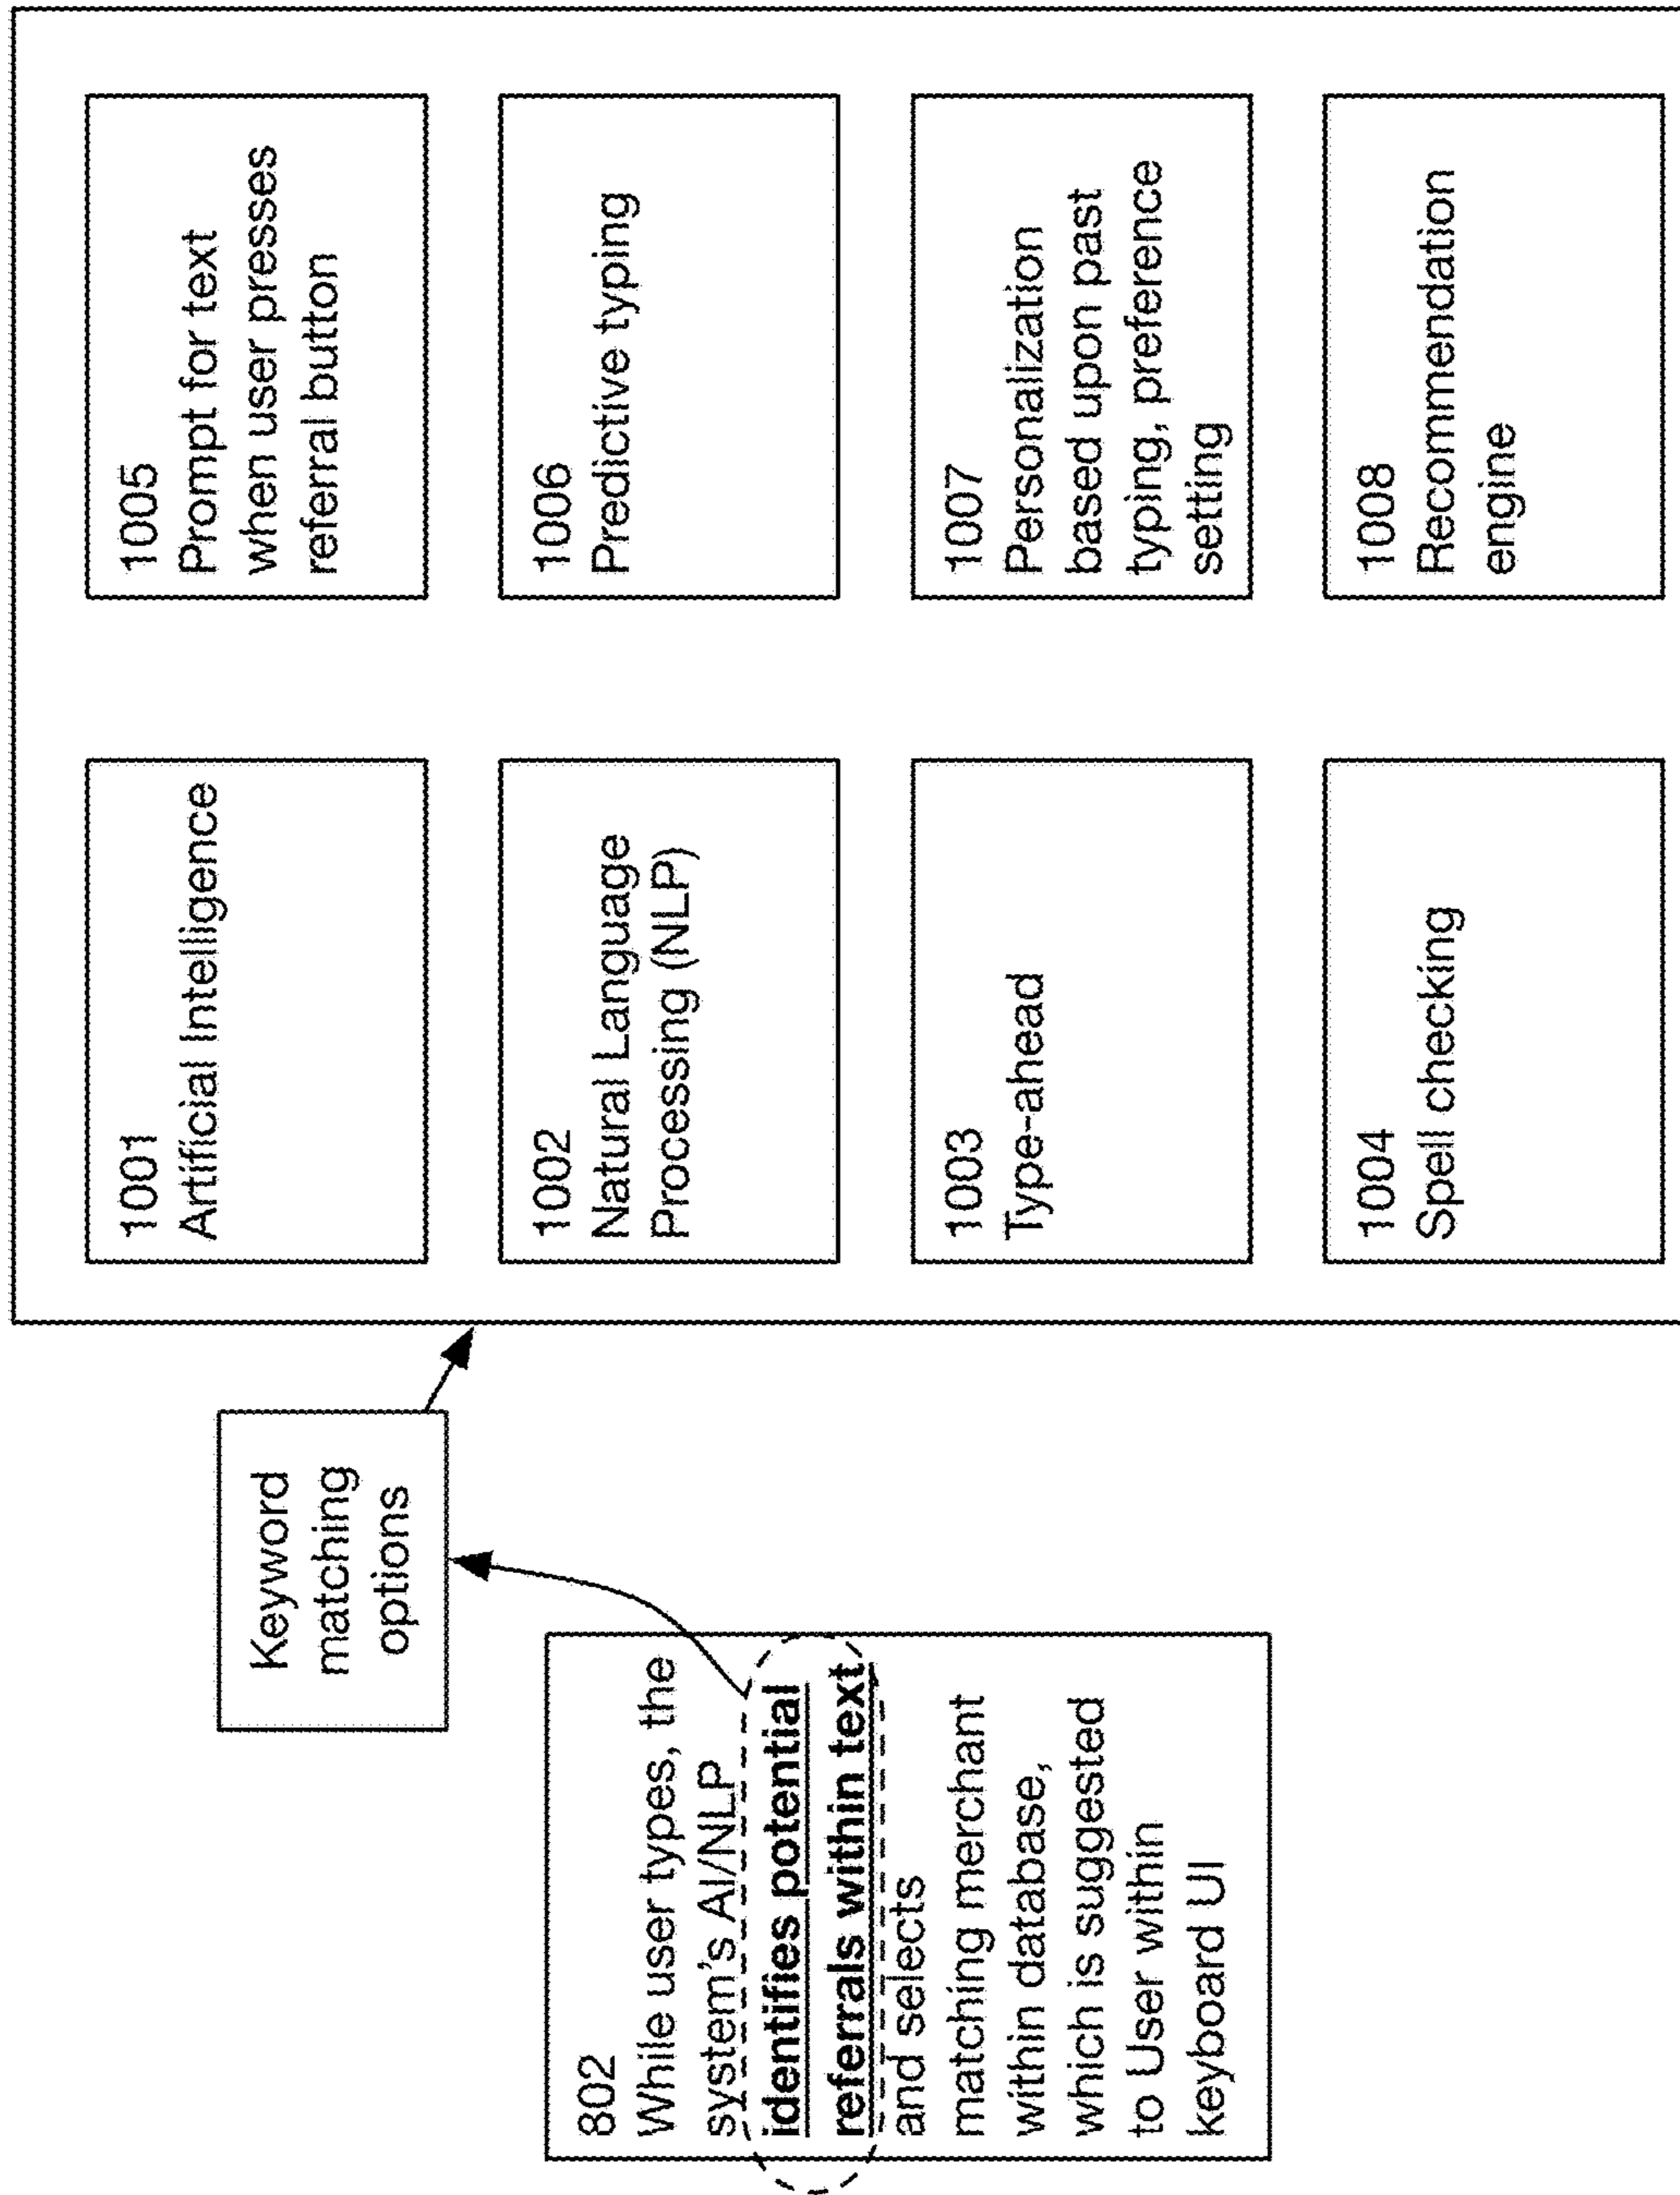 802
While user types, the
system's AI/NLP
identifies potential
referrals within text
and selects
matching merchant
within database,
which is suggested
to User within
keyboard UI
Keyword
matching
options
1001
Artificial Intelligence
1002
Natural Language
Processing (NLP)
1003
Type-ahead
1004
Spell checking
1005
Prompt for text
when user presses
referral button
1006
Predictive typing
1007
Personalization
based upon past
typing, preference
setting
1008
Recommendation
engine